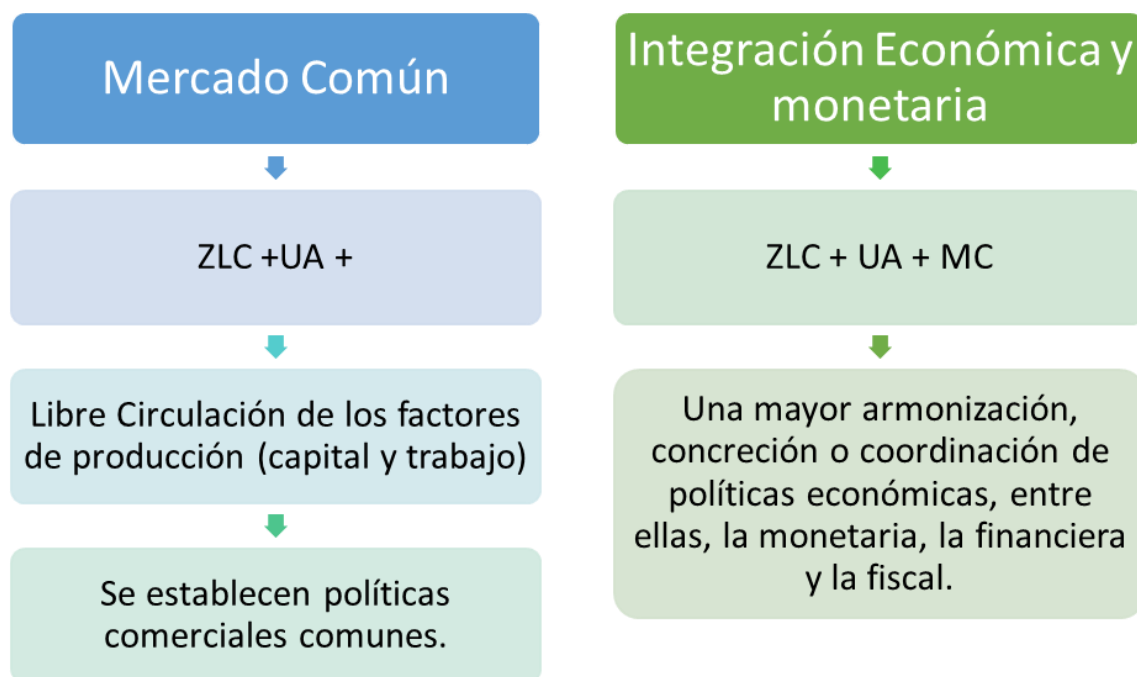 Mercado Común
ZLC +UA +
Libre Circulación de los factores
de producción (capital y trabajo)
Se establecen políticas
comerciales comunes.
Integración Económica y
monetaria
ZLC + UA + MC
Una mayor armonización,
concreción o coordinación de
políticas económicas, entre
ellas, la monetaria, la financiera
y la fiscal.